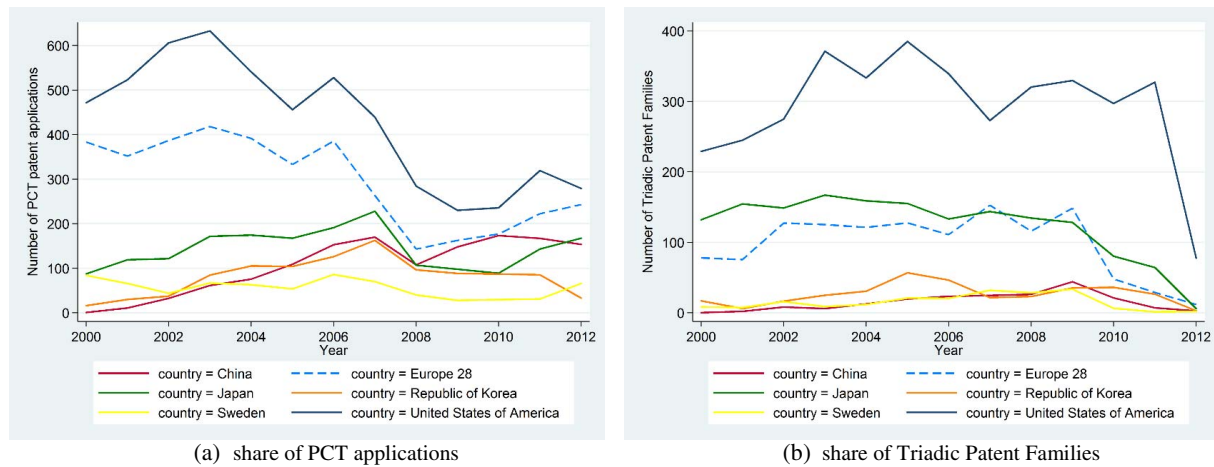 Number of PCT patent applications
600
500
400
300
200
100
0
2000 2002 2004 2006 2008 2010 2012
Year
country = China country = Europe 28
country = Japan country = Republic of Korea
country = Sweden country = United States of America
(a) share of PCT applications
Number of Triadic Patent Families
400
300
200
100
0
2000 2002 2004 2006 2008 2010 2012
Year
country = China country = Europe 28
country = Japan country = Republic of Korea
country = Sweden country = United States of America
(b) share of Triadic Patent Families